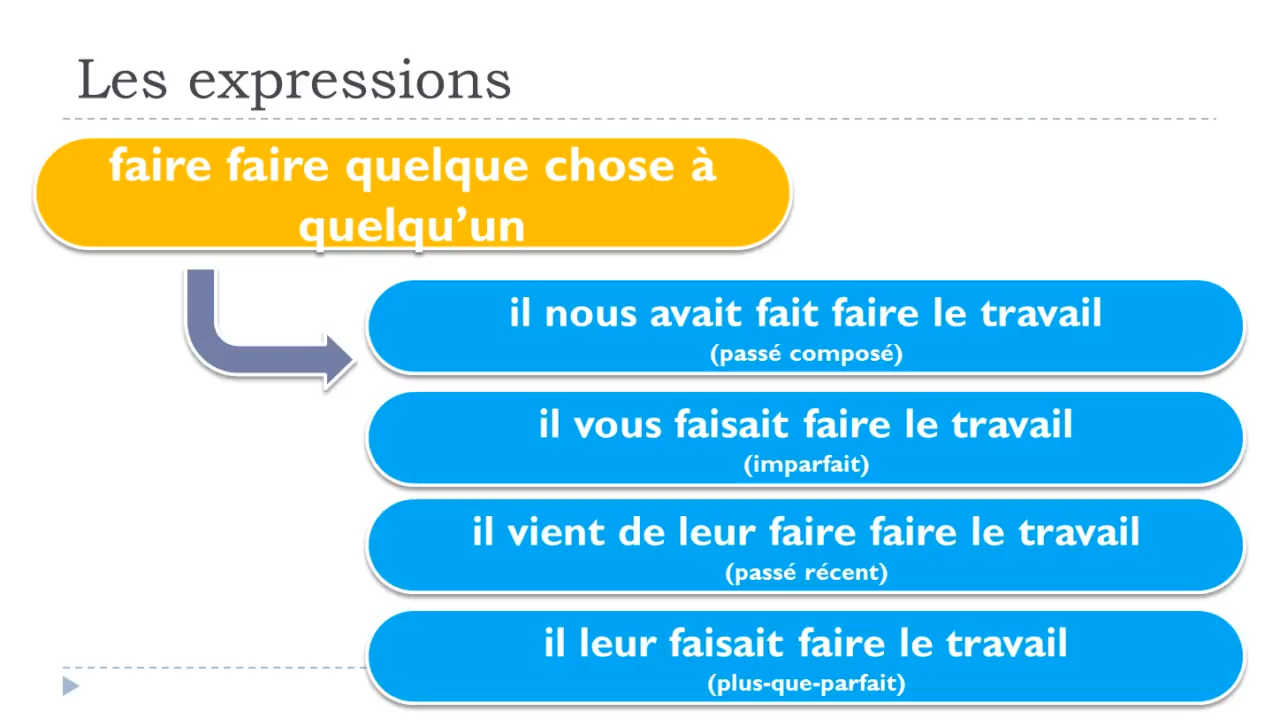 Les expressions
faire faire quelque chose à
quelqu’un
il nous avait fait faire le travail
(passé composé)
il vous faisait faire le travail
(imparfait)
il vient de leur faire faire le travail
(passé récent)
il leur faisait faire le travail
(plus-que-parfait)